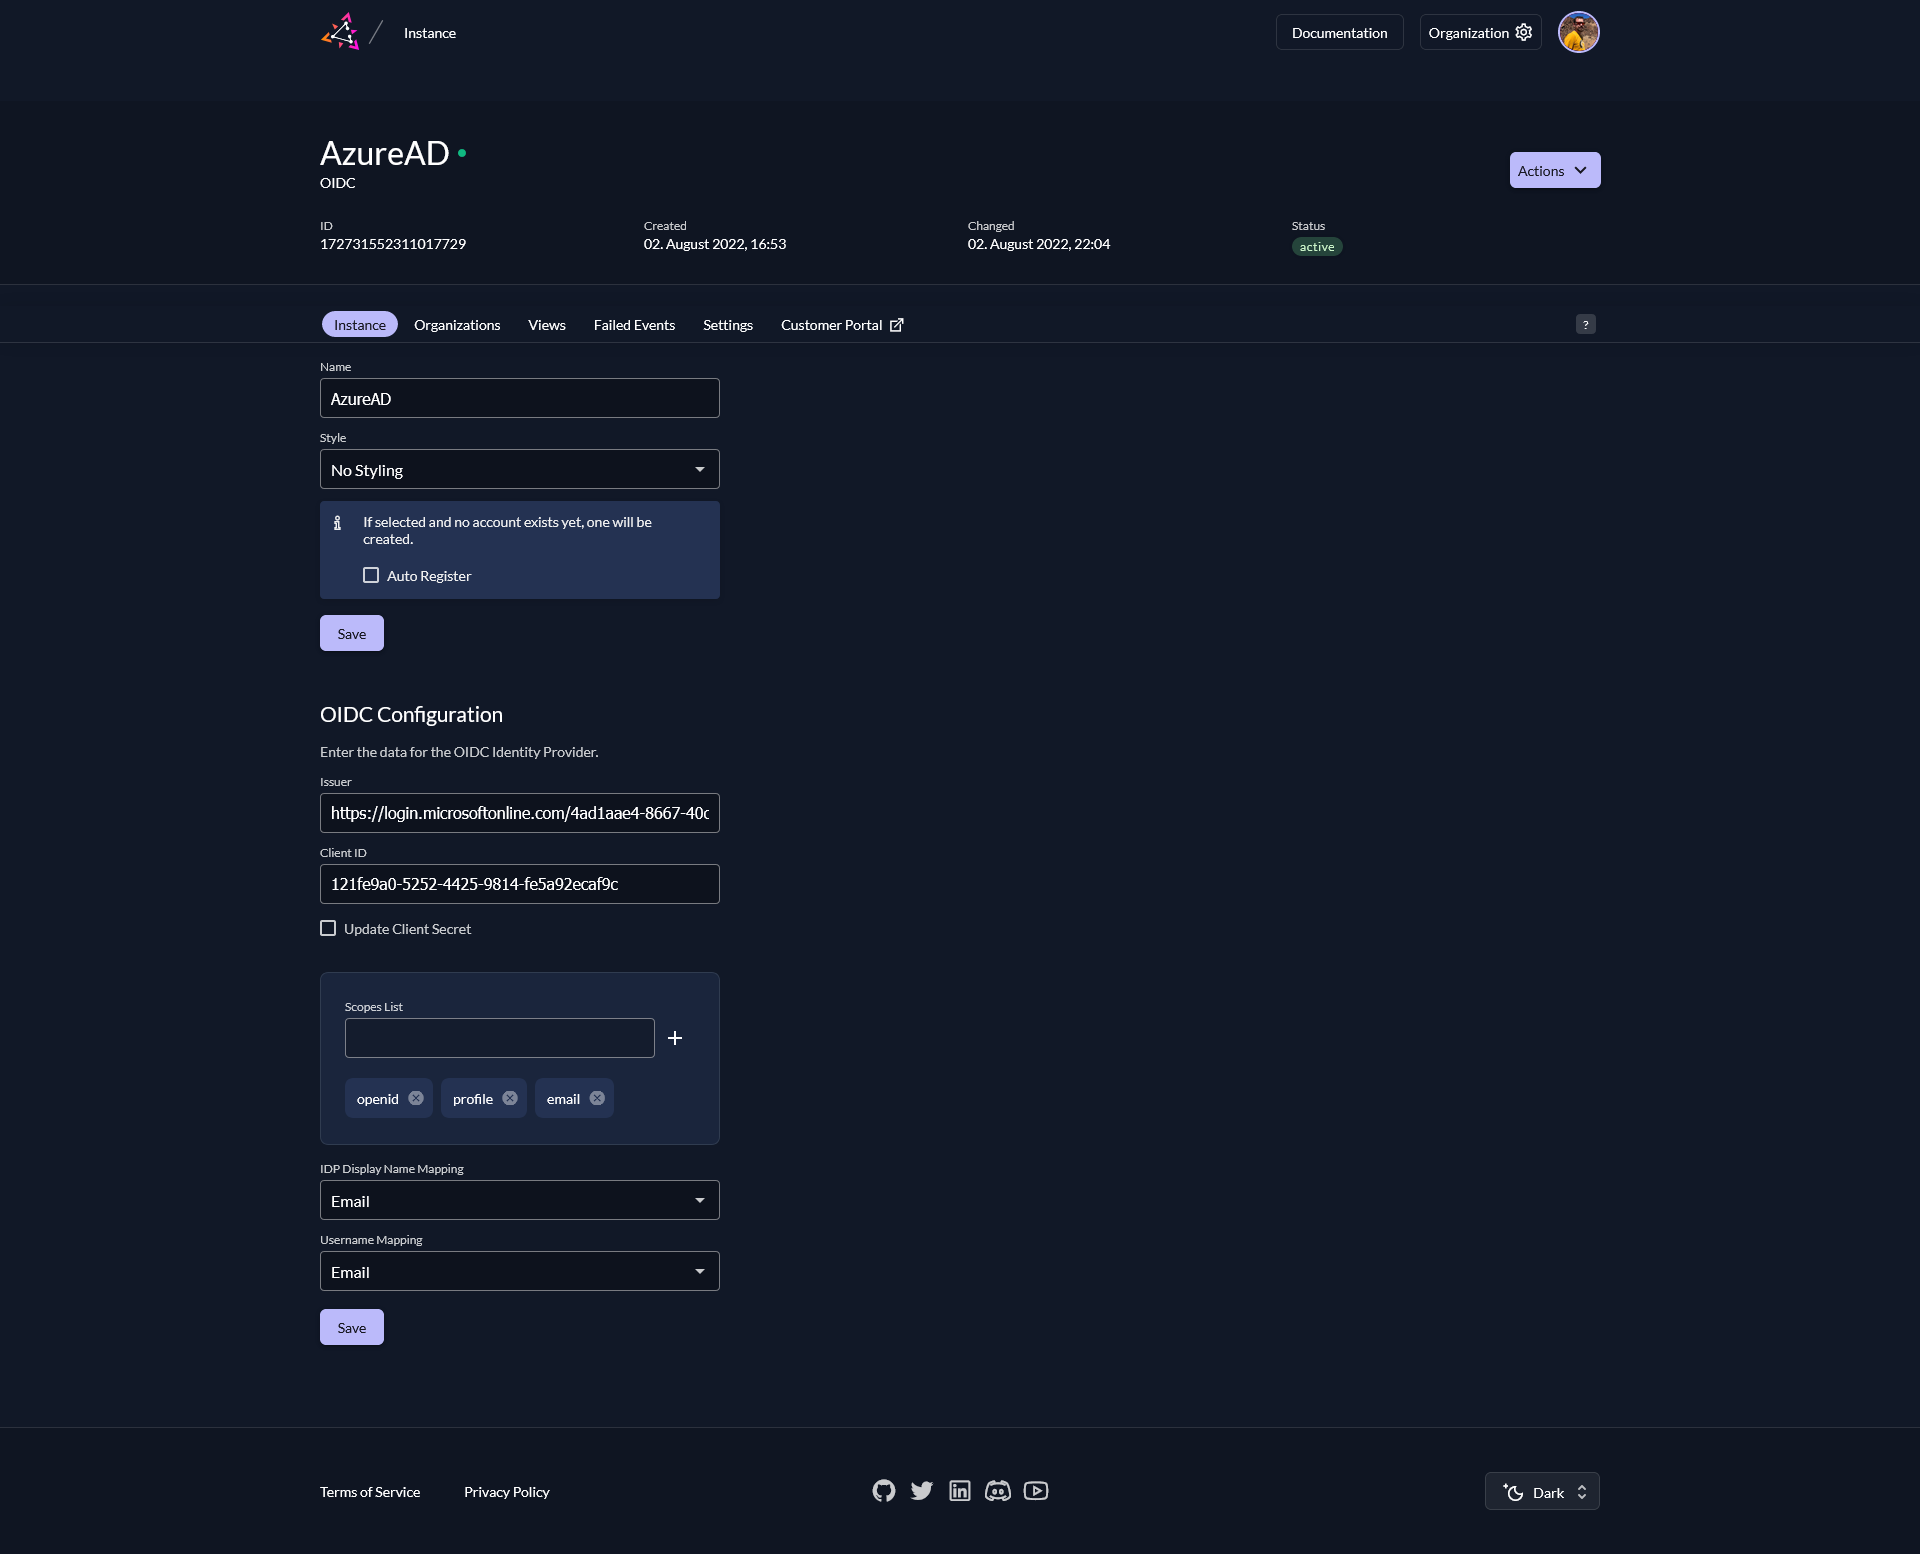 Instance
Documentation
Organization
AzureAD
OIDC
Actions
ID
Created
Changed
Status
172731552311017729
02. August 2022, 16:53
02. August 2022, 22:04
active
Instance
Organizations
Views
Failed Events
Settings
Customer Portal
?
Name
AzureAD
Style
No Styling
If selected and no account exists yet, one will be
created.
Auto Register
Save
OIDC Configuration
Enter the data for the OIDC Identity Provider.
Issuer
https://login.microsoftonline.com/4ad1aae4-8667-40c
Client ID
121fe9a0-5252-4425-9814-fe5a92ecaf9c
Update Client Secret
Scopes List
openid
profile
email
IDP Display Name Mapping
Email
Username Mapping
Email
Save
Terms of Service
Privacy Policy
Dark